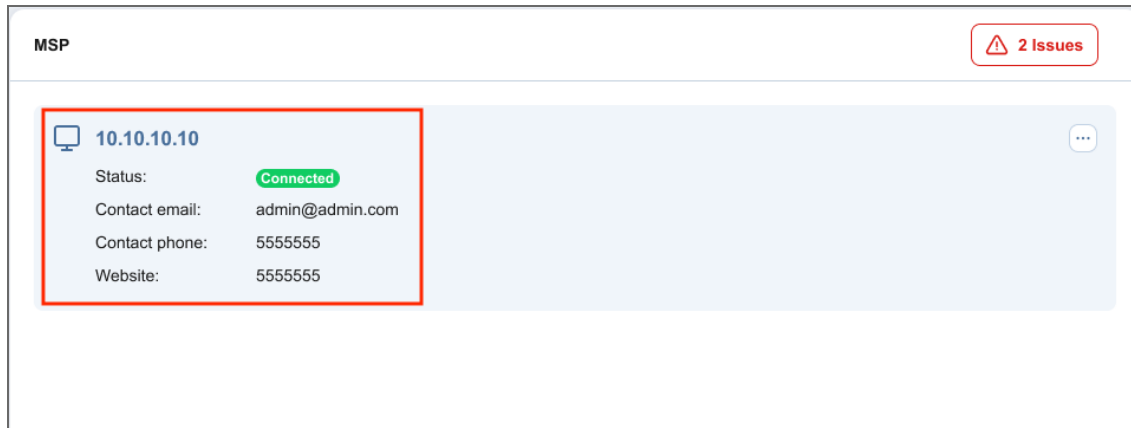 MSP
2 Issues
10.10.10.10
Status: Connected
Contact email: admin@admin.com
Contact phone: 5555555
Website: 5555555